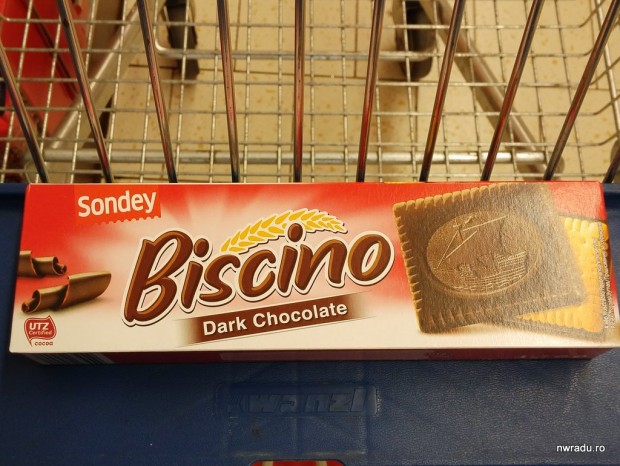 Sondey
Biscino
Dark Chocolate
UTZ
Certified
cocoa
wanzl
nwradu.ro